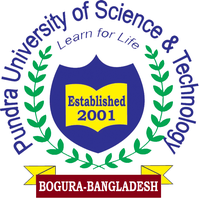 Pundra University of Science & Technology
Learn for Life
Established
2001
BOGURA-BANGLADESH